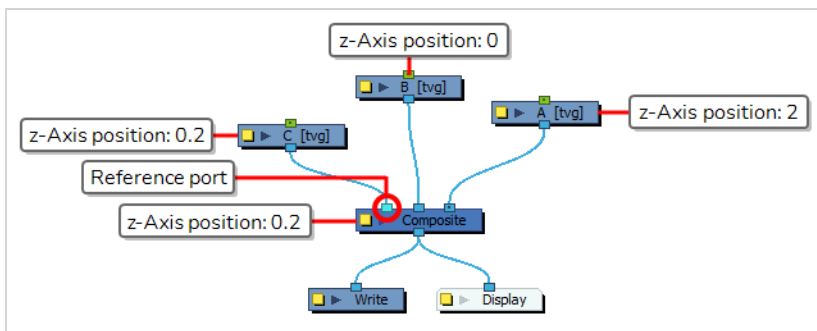 z-Axis position: 0
B [tvg]
A [tvg]
z-Axis position: 2
z-Axis position: 0.2
C [tvg]
Reference port
z-Axis position: 0.2
Composite
Write
Display